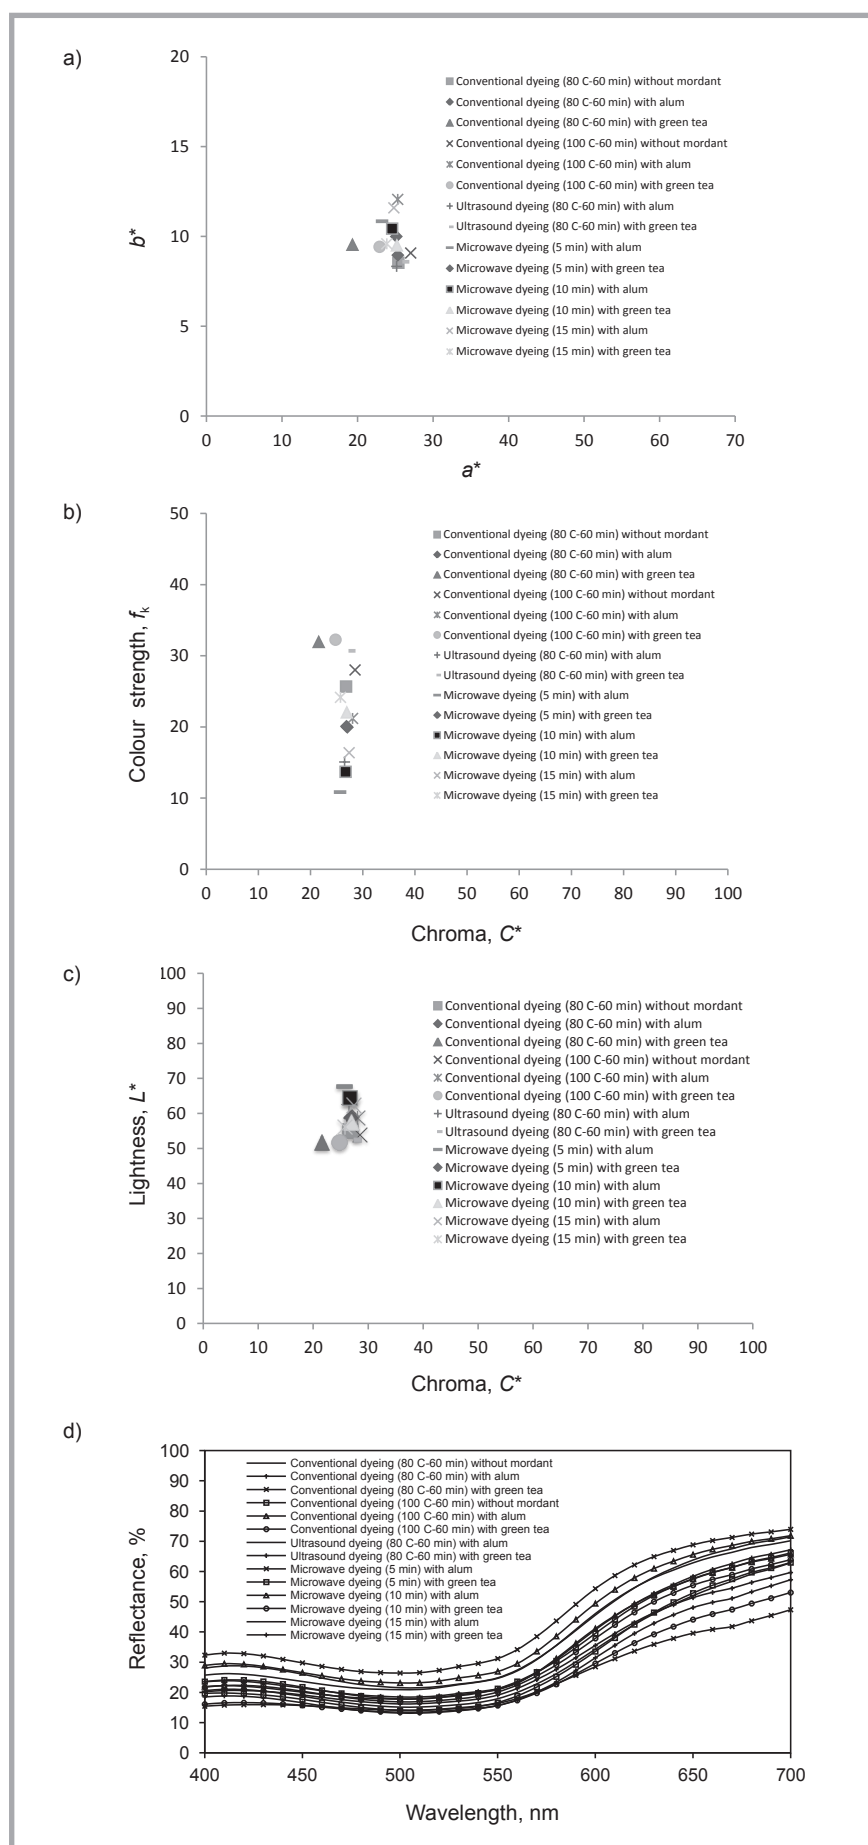 a)
20
15
10
5
0
b*
Conventional dyeing (80 C-60 min) without mordant
Conventional dyeing (80 C-60 min) with alum
Conventional dyeing (80 C-60 min) with green tea
Conventional dyeing (100 C-60 min) without mordant
Conventional dyeing (100 C-60 min) with alum
Conventional dyeing (100 C-60 min) with green tea
Ultrasound dyeing (80 C-60 min) with alum
Ultrasound dyeing (80 C-60 min) with green tea
Microwave dyeing (5 min) with alum
Microwave dyeing (5 min) with green tea
Microwave dyeing (10 min) with alum
Microwave dyeing (10 min) with green tea
Microwave dyeing (15 min) with alum
Microwave dyeing (15 min) with green tea
0 10 20 30 40 50 60 70
a*
b)
50
40
30
20
10
0
Colour strength, fk
Conventional dyeing (80 C-60 min) without mordant
Conventional dyeing (80 C-60 min) with alum
Conventional dyeing (80 C-60 min) with green tea
Conventional dyeing (100 C-60 min) without mordant
Conventional dyeing (100 C-60 min) with alum
Conventional dyeing (100 C-60 min) with green tea
Ultrasound dyeing (80 C-60 min) with alum
Ultrasound dyeing (80 C-60 min) with green tea
Microwave dyeing (5 min) with alum
Microwave dyeing (5 min) with green tea
Microwave dyeing (10 min) with alum
Microwave dyeing (10 min) with green tea
Microwave dyeing (15 min) with alum
Microwave dyeing (15 min) with green tea
0 10 20 30 40 50 60 70 80 90 100
Chroma, C*
c)
100
90
80
70
60
50
40
30
20
10
0
Lightness, L*
Conventional dyeing (80 C-60 min) without mordant
Conventional dyeing (80 C-60 min) with alum
Conventional dyeing (80 C-60 min) with green tea
Conventional dyeing (100 C-60 min) without mordant
Conventional dyeing (100 C-60 min) with alum
Conventional dyeing (100 C-60 min) with green tea
Ultrasound dyeing (80 C-60 min) with alum
Ultrasound dyeing (80 C-60 min) with green tea
Microwave dyeing (5 min) with alum
Microwave dyeing (5 min) with green tea
Microwave dyeing (10 min) with alum
Microwave dyeing (10 min) with green tea
Microwave dyeing (15 min) with alum
Microwave dyeing (15 min) with green tea
0 10 20 30 40 50 60 70 80 90 100
Chroma, C*
d)
100
90
80
70
60
50
40
30
20
10
0
Reflectance, %
Conventional dyeing (80 C-60 min) without mordant
Conventional dyeing (80 C-60 min) with alum
Conventional dyeing (80 C-60 min) with green tea
Conventional dyeing (100 C-60 min) without mordant
Conventional dyeing (100 C-60 min) with alum
Conventional dyeing (100 C-60 min) with green tea
Ultrasound dyeing (80 C-60 min) with alum
Ultrasound dyeing (80 C-60 min) with green tea
Microwave dyeing (5 min) with alum
Microwave dyeing (5 min) with green tea
Microwave dyeing (10 min) with alum
Microwave dyeing (10 min) with green tea
Microwave dyeing (15 min) with alum
Microwave dyeing (15 min) with green tea
400 450 500 550 600 650 700
Wavelength, nm